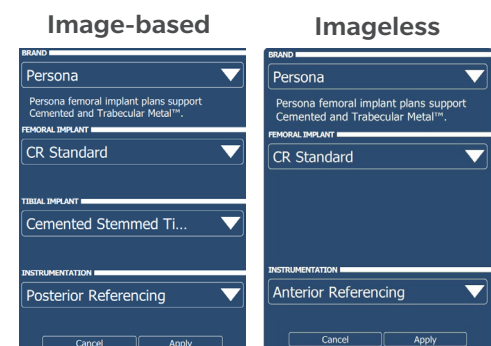 Image-based
BRAND
Persona
Persona femoral implant plans support
Cemented and Trabecular Metal™.
FEMORAL IMPLANT
CR Standard
TIBIAL IMPLANT
Cemented Stemmed Ti...
INSTRUMENTATION
Posterior Referencing
Cancel Apply
Imageless
BRAND
Persona
Persona femoral implant plans support
Cemented and Trabecular Metal™.
FEMORAL IMPLANT
CR Standard
INSTRUMENTATION
Anterior Referencing
Cancel Apply